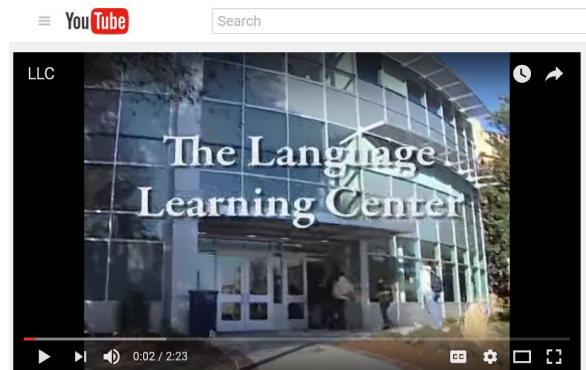 YouTube
Search
LLC
The Language
Learning Center
0:02 / 2:23
CC